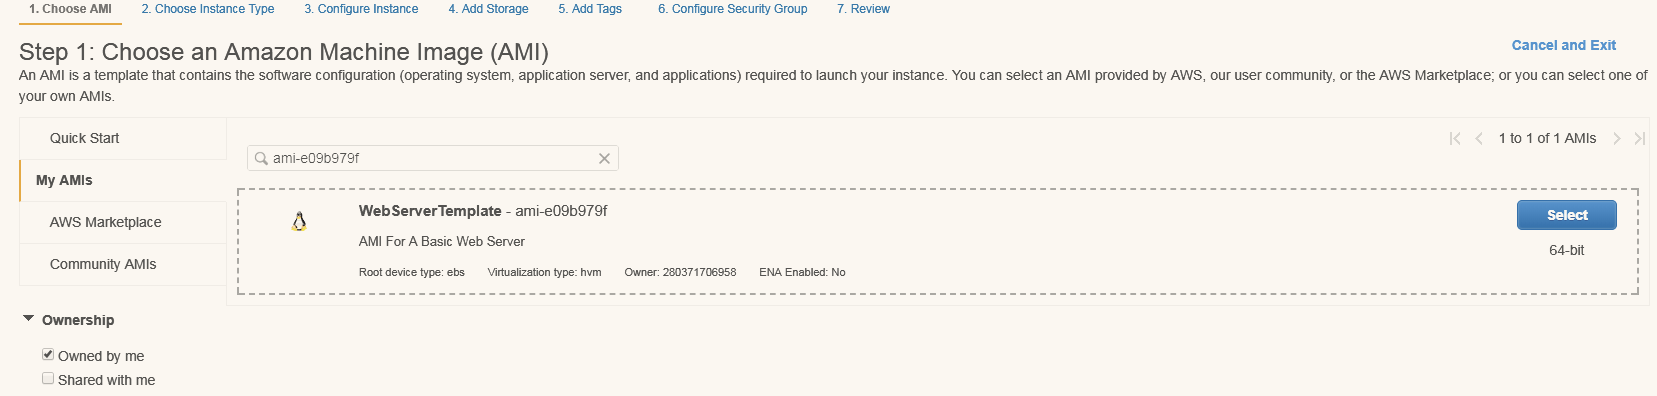 1. Choose AMI 2. Choose Instance Type 3. Configure Instance 4. Add Storage 5. Add Tags 6. Configure Security Group 7. Review
Step 1: Choose an Amazon Machine Image (AMI)
Cancel and Exit
An AMI is a template that contains the software configuration (operating system, application server, and applications) required to launch your instance. You can select an AMI provided by AWS, our user community, or the AWS Marketplace; or you can select one of
your own AMIs.
Quick Start
My AMIs
AWS Marketplace
Community AMIs
ami-e09b979f
1 to 1 of 1 AMIs
WebServerTemplate - ami-e09b979f
AMI For A Basic Web Server
Root device type: ebs Virtualization type: hvm Owner: 280371706958 ENA Enabled: No
Select
64-bit
Ownership
Owned by me
Shared with me